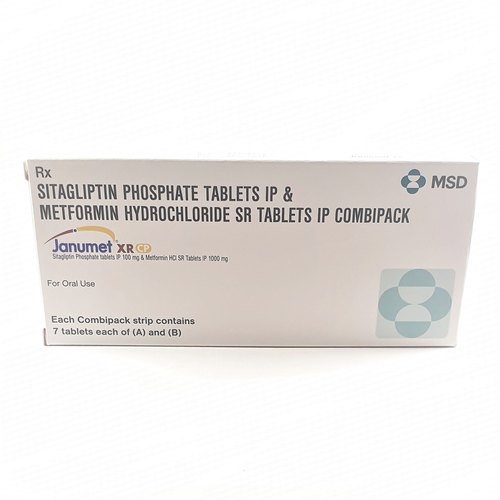 Rx
SITAGLIPTIN PHOSPHATE TABLETS IP &
METFORMIN HYDROCHLORIDE SR TABLETS IP COMBIPACK
MSD
Janumet XR CP
Sitagliptin Phosphate tablets IP 100 mg & Metformin HCl SR Tablets IP 1000 mg
For Oral Use
Each Combipack strip contains
7 tablets each of (A) and (B)